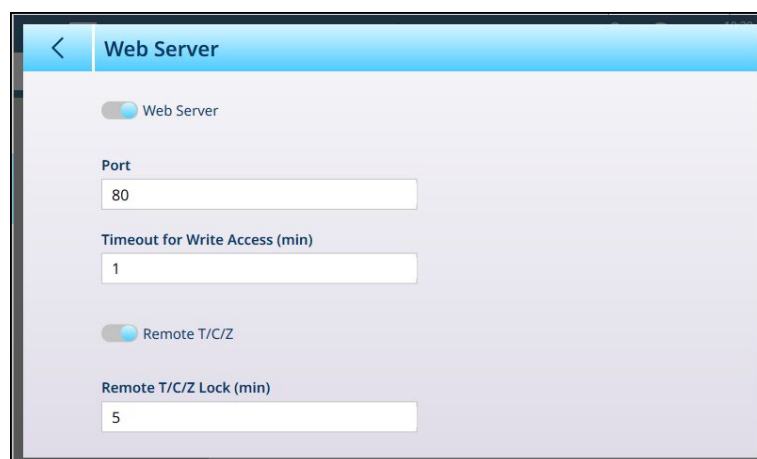 Web Server
Web Server
Port
80
Timeout for Write Access (min)
1
Remote T/C/Z
Remote T/C/Z Lock (min)
5